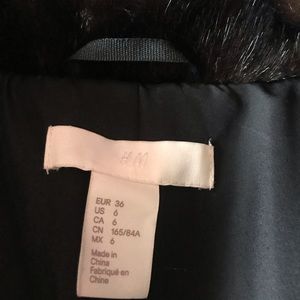 H&M
EUR 36
US 6
CA 6
CN 165/84A
MX 6
Made in
China
Fabriqué en
Chine